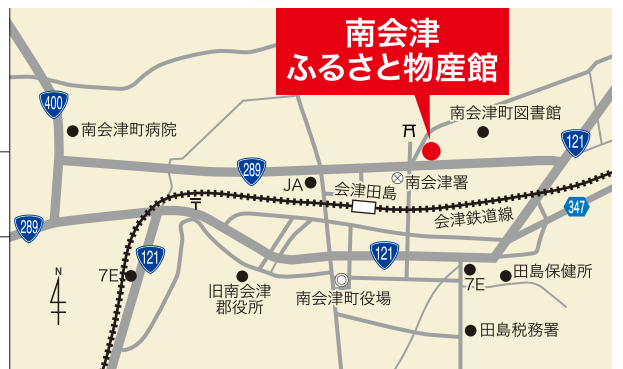 南会津
ふるさと物産館
400
南会津町病院
南会津町図書館
121
289
JA
会津田島
南会津署
会津鉄道線
347
289
121
121
7E
旧南会津
郡役所
南会津町役場
7E
田島保健所
田島税務署
N